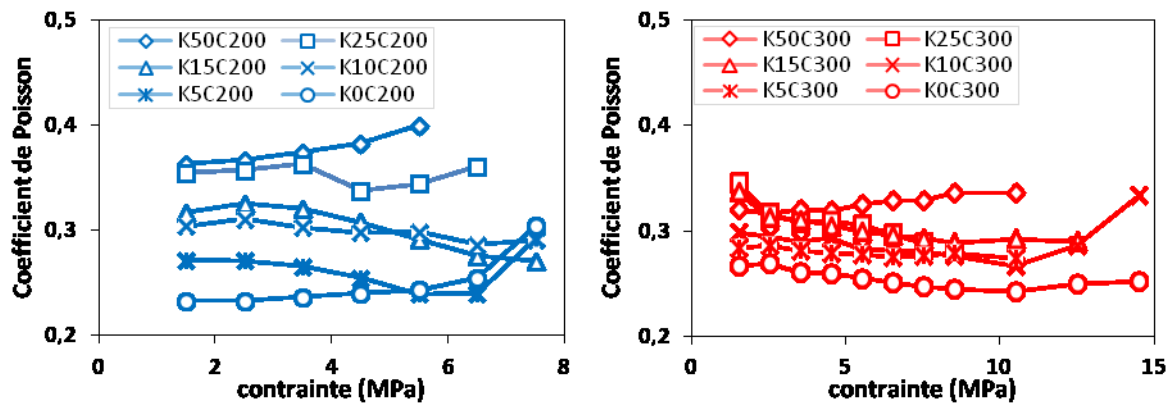 0,5
K50C200 K25C200
K15C200 K10C200
K5C200 K0C200
0,4
0,3
0,2
Coefficient de Poisson
0 2 4 6 8
contrainte (MPa)
0,5
K50C300 K25C300
K15C300 K10C300
K5C300 K0C300
0,4
0,3
0,2
Coefficient de Poisson
0 5 10 15
contrainte (MPa)